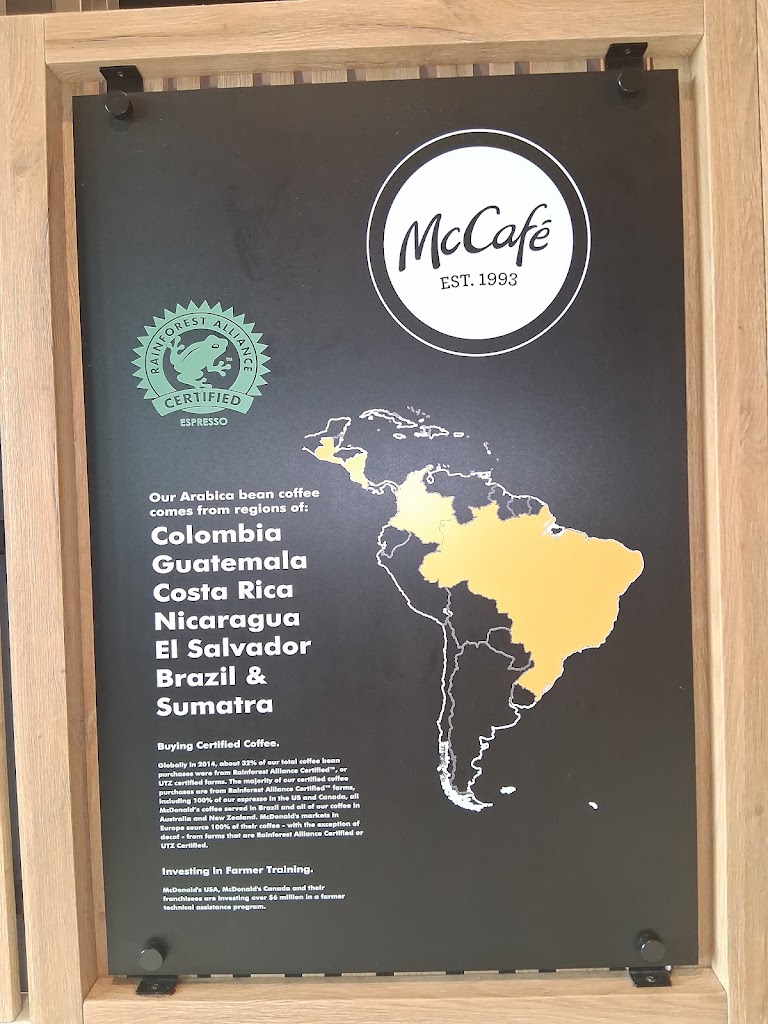 McCafé
EST. 1993
RAINFOREST ALLIANCE
TM
CERTIFIED
ESPRESSO
Our Arabica bean coffee
comes from regions of:
Colombia
Guatemala
Costa Rica
Nicaragua
El Salvador
Brazil &
Sumatra
Buying Certified Coffee.
Globally in 2014, about 32% of our total coffee bean
purchases were from Rainforest Alliance Certified™, or
UTZ certified farms. The majority of our certified coffee
purchases are from Rainforest Alliance Certified™ farms,
including 100% of our espresso in the US and Canada, all
McDonald's coffee served in Brazil and all of our coffee in
Australia and New Zealand. McDonald's markets in
Europe source 100% of their coffee - with the exception of
decaf - from farms that are Rainforest Alliance Certified or
UTZ Certified.
Investing in Farmer Training.
McDonald's USA, McDonald's Canada and their
franchisees are investing over $6 million in a farmer
technical assistance program.